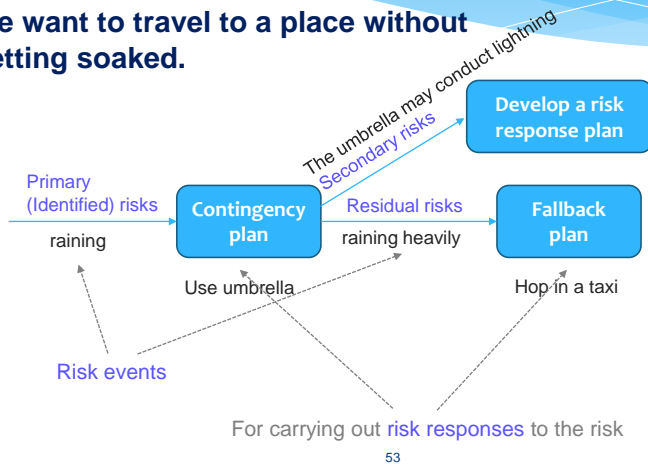 e want to travel to a place without
etting soaked.
The umbrella may conduct lightning
Secondary risks
Develop a risk
response plan
Primary
(Identified) risks
raining
Contingency
plan
Residual risks
raining heavily
Fallback
plan
Use umbrella
Hop in a taxi
Risk events
For carrying out risk responses to the risk
53